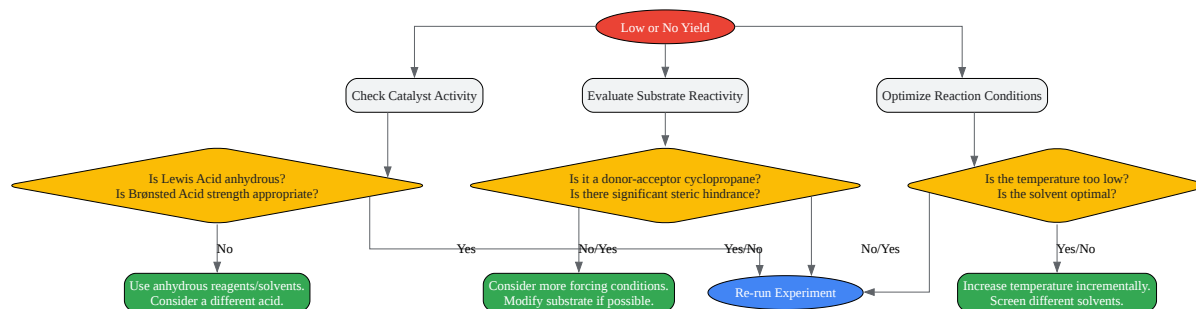 Low or No Yield
Check Catalyst Activity
Evaluate Substrate Reactivity
Optimize Reaction Conditions
Is Lewis Acid anhydrous?
Is Brønsted Acid strength appropriate?
Is it a donor-acceptor cyclopropane?
Is there significant steric hindrance?
Is the temperature too low?
Is the solvent optimal?
No
Yes
No/Yes
Yes/No
No/Yes
Yes/No
Use anhydrous reagents/solvents.
Consider a different acid.
Consider more forcing conditions.
Modify substrate if possible.
Re-run Experiment
Increase temperature incrementally.
Screen different solvents.